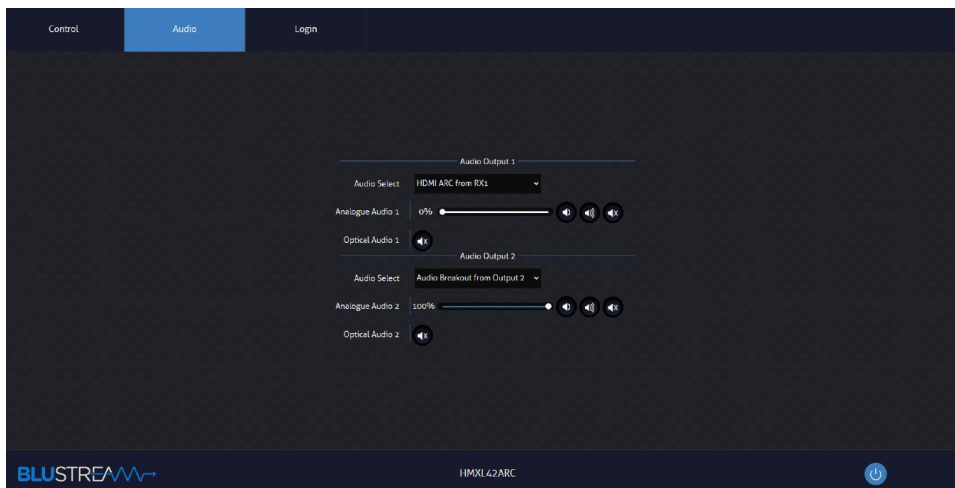 Control Audio Login
Audio Output 1
Audio Select HDMI ARC from RX1
Analogue Audio 1 0%
Optical Audio 1
Audio Output 2
Audio Select Audio Breakout from Output 2
Analogue Audio 2 100%
Optical Audio 2
BLUSTREAM HMXL42ARC